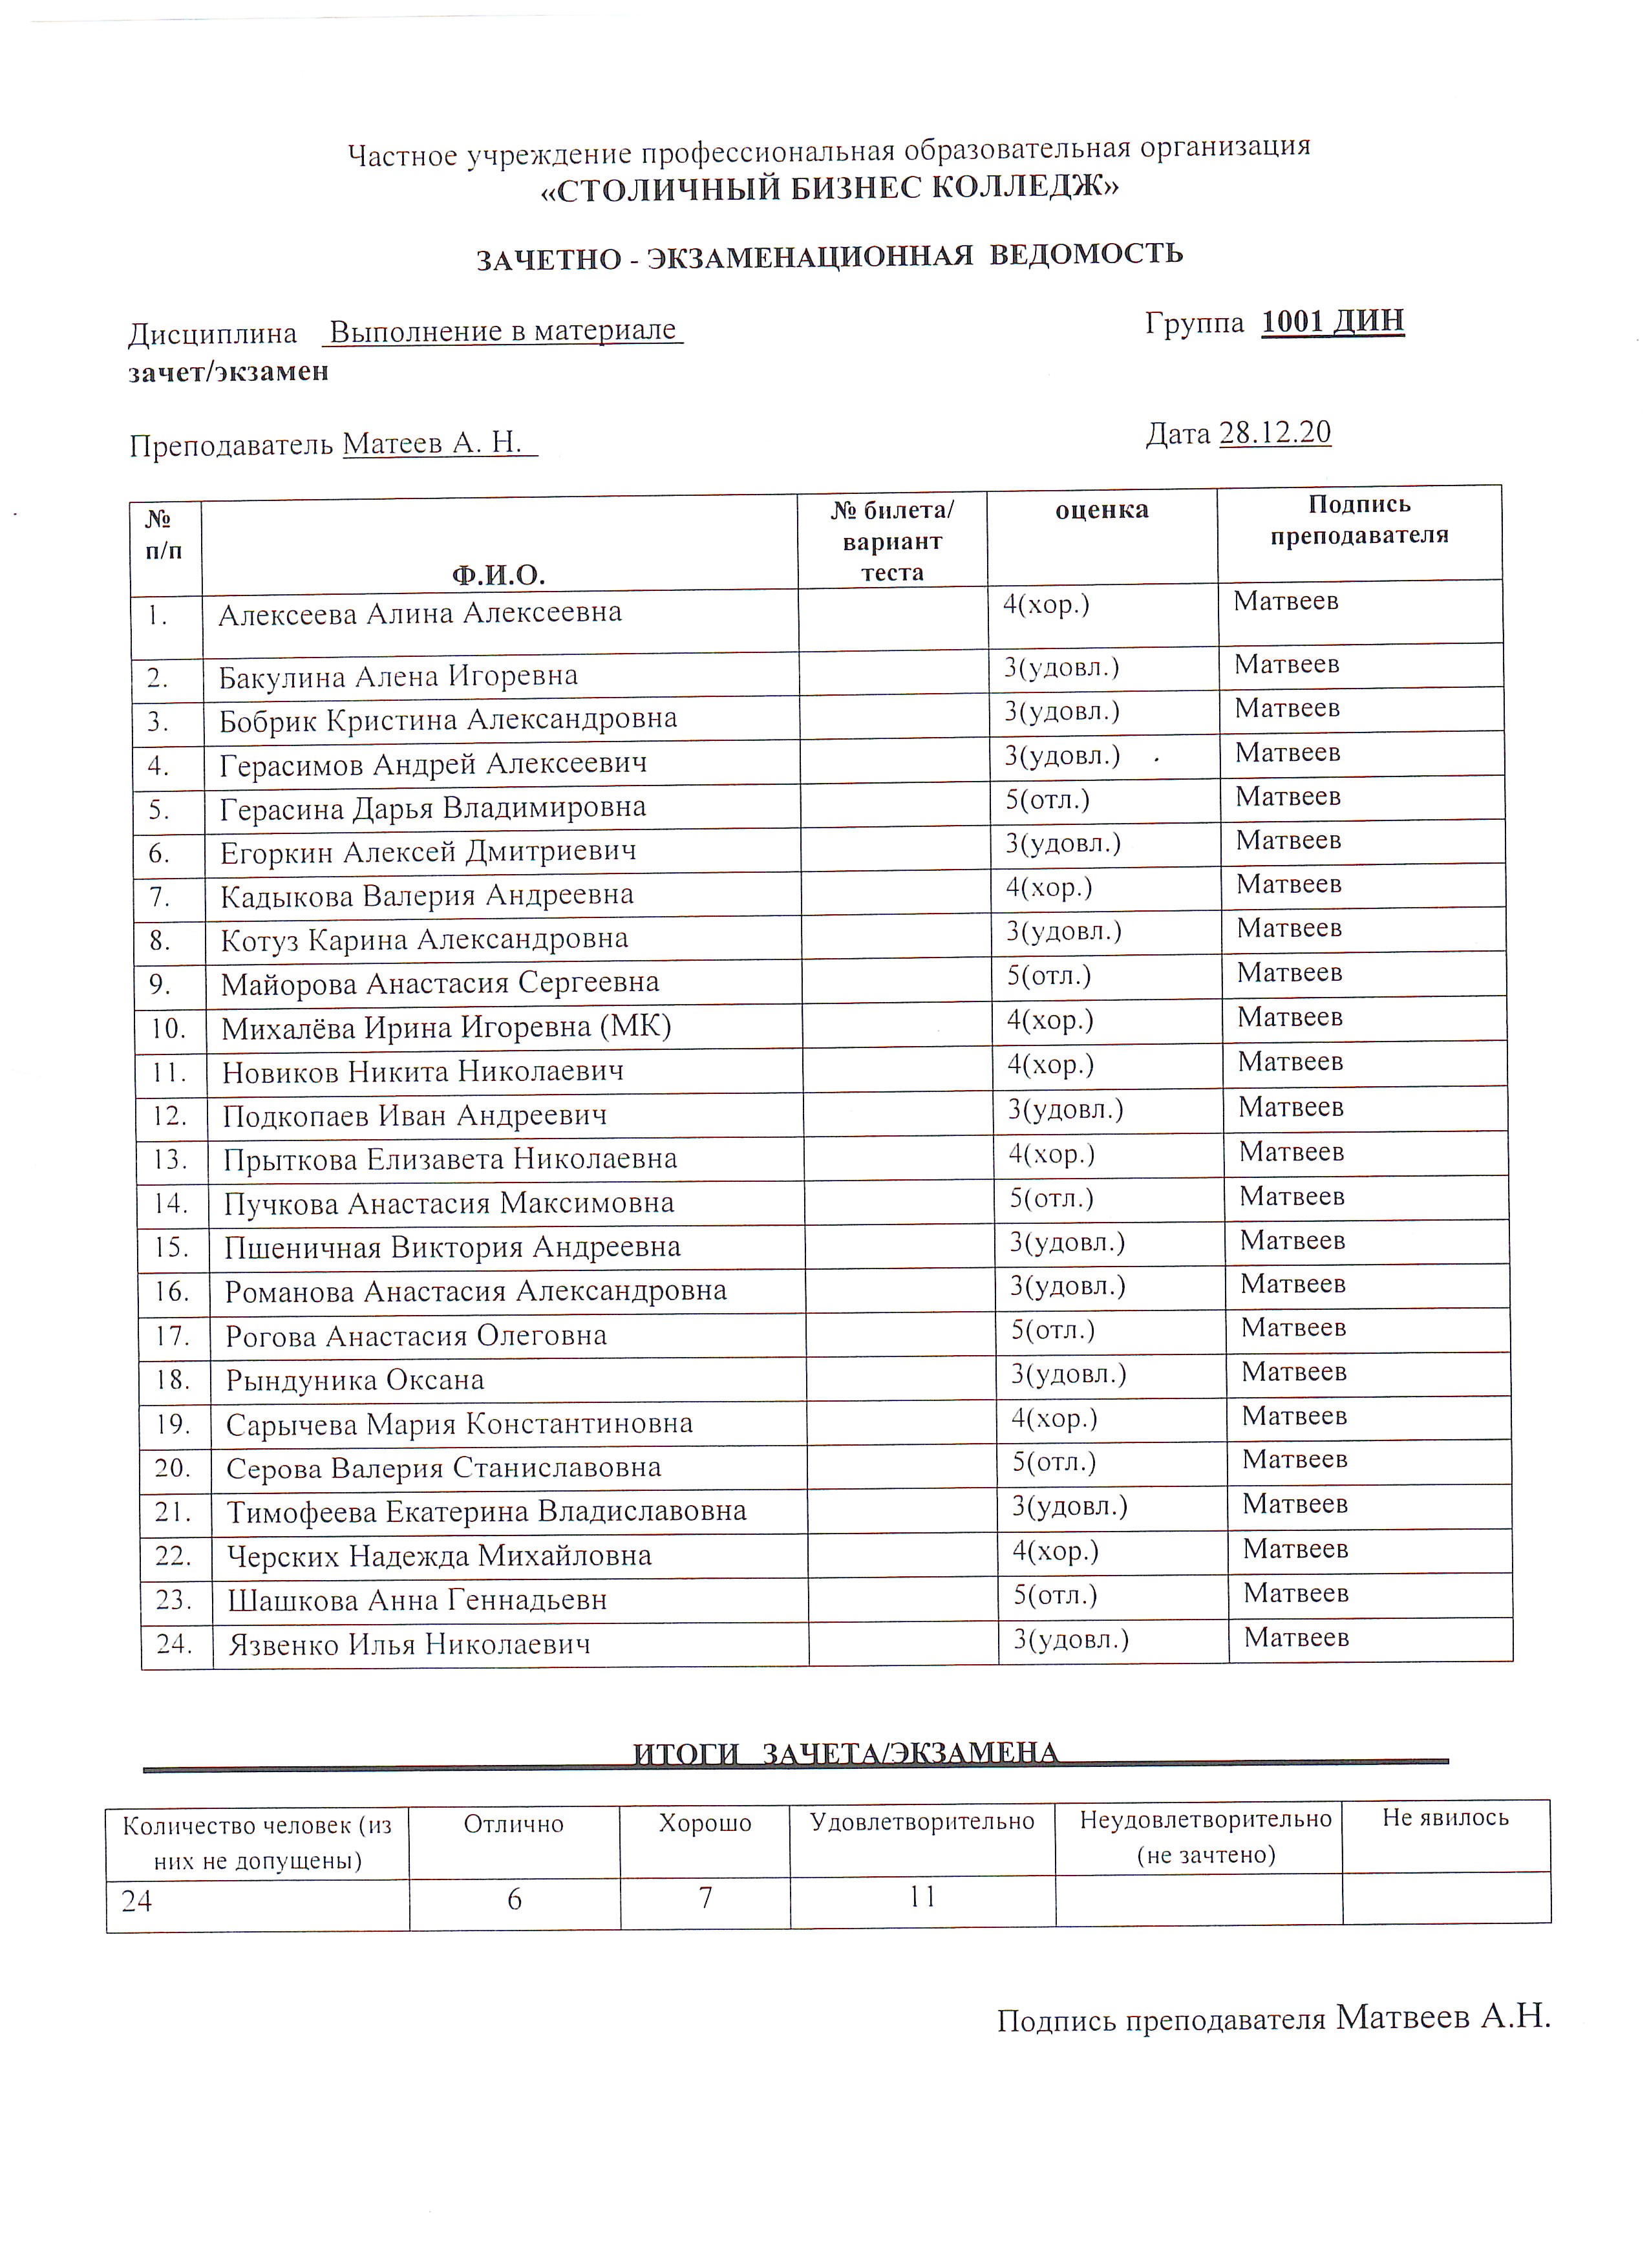 Частное учреждение профессиональная образовательная организация
«СТОЛИЧНЫЙ БИЗНЕС КОЛЛЕДЖ»
ЗАЧЕТНО - ЭКЗАМЕНАЦИОННАЯ ВЕДОМОСТЬ
Дисциплина Выполнение в материале Группа 1001 ДИН
зачет/экзамен
Преподаватель Матеев А. Н. Дата 28.12.20
№ п/п Ф.И.О. № билета/ вариант теста оценка Подпись преподавателя
1. Алексеева Алина Алексеевна 4(хор.) Матвеев
2. Бакулина Алена Игоревна 3(удовл.) Матвеев
3. Бобрик Кристина Александровна 3(удовл.) Матвеев
4. Герасимов Андрей Алексеевич 3(удовл.) Матвеев
5. Герасина Дарья Владимировна 5(отл.) Матвеев
6. Егоркин Алексей Дмитриевич 3(удовл.) Матвеев
7. Кадыкова Валерия Андреевна 4(хор.) Матвеев
8. Котуз Карина Александровна 3(удовл.) Матвеев
9. Майорова Анастасия Сергеевна 5(отл.) Матвеев
10. Михалёва Ирина Игоревна (МК) 4(хор.) Матвеев
11. Новиков Никита Николаевич 4(хор.) Матвеев
12. Подкопаев Иван Андреевич 3(удовл.) Матвеев
13. Прыткова Елизавета Николаевна 4(хор.) Матвеев
14. Пучкова Анастасия Максимовна 5(отл.) Матвеев
15. Пшеничная Виктория Андреевна 3(удовл.) Матвеев
16. Романова Анастасия Александровна 3(удовл.) Матвеев
17. Рогова Анастасия Олеговна 5(отл.) Матвеев
18. Рындуника Оксана 3(удовл.) Матвеев
19. Сарычева Мария Константиновна 4(хор.) Матвеев
20. Серова Валерия Станиславовна 5(отл.) Матвеев
21. Тимофеева Екатерина Владиславовна 3(удовл.) Матвеев
22. Черских Надежда Михайловна 4(хор.) Матвеев
23. Шашкова Анна Геннадьевн 5(отл.) Матвеев
24. Язвенко Илья Николаевич 3(удовл.) Матвеев
ИТОГИ ЗАЧЕТА/ЭКЗАМЕНА
Количество человек (из них не допущены) Отлично Хорошо Удовлетворительно Неудовлетворительно (не зачтено) Не явилось
24 6 7 11
Подпись преподавателя Матвеев А.Н.